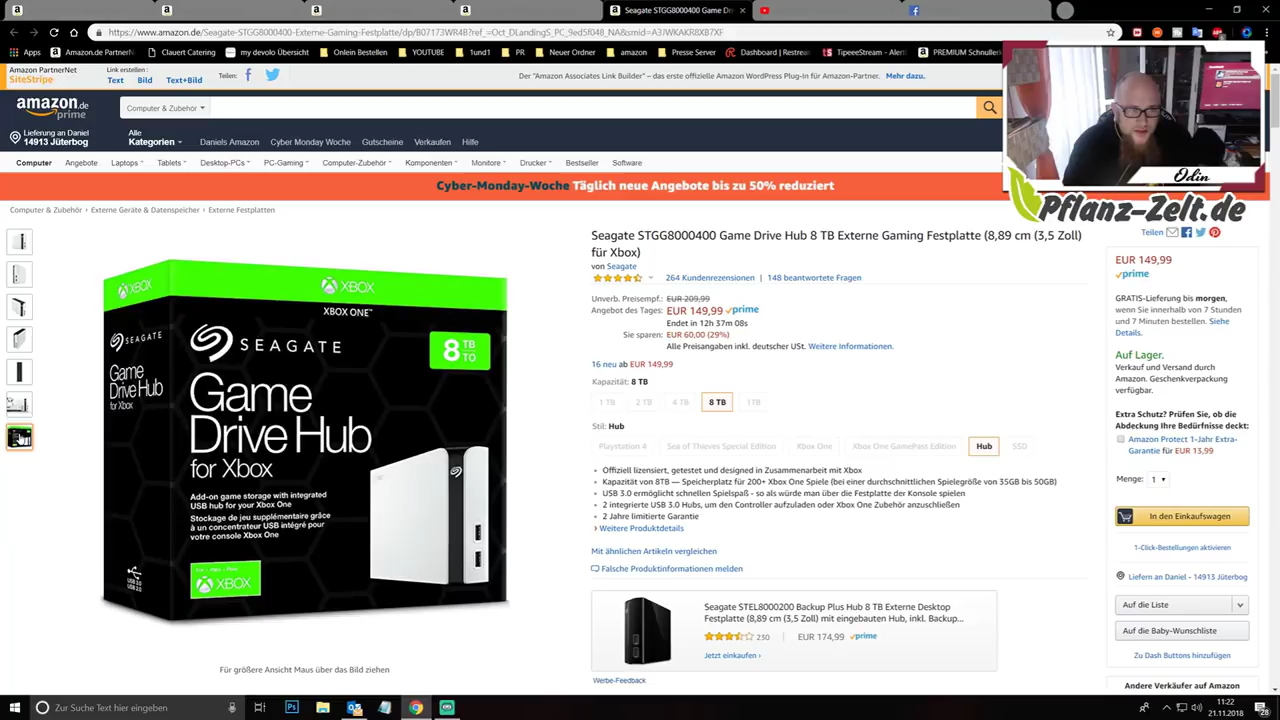 Seagate STGG8000400 Game Dri
https://www.amazon.de/Seagate-STGG8000400-Externe-Gaming-Festplatte/dp/B07173WR4B?ref_=Oct_DLandingS_PC_9ed5f048_NA&smid=A3JWKAKR8XB7XF
Apps
Amazon.de PartnerN
Clauert Catering
my devolo Übersicht
Onlein Bestellen
YOUTUBE
1und1
PR
Neuer Ordner
amazon
Presse Server
Dashboard | Restrea
TipeeeStream - Alert
PREMIUM Schnuller
Amazon PartnerNet
SiteStripe
Link erstellen:
Text
Bild
Text+Bild
Teilen:
Der "Amazon Associates Link Builder" – das erste offizielle Amazon WordPress Plug-In für Amazon-Partner. Mehr dazu.
amazon.de
prime
Computer & Zubehör
Lieferung an Daniel
14913 Jüterbog
Alle
Kategorien
Daniels Amazon
Cyber Monday Woche
Gutscheine
Verkaufen
Hilfe
Computer
Angebote
Laptops
Tablets
Desktop-PCs
PC-Gaming
Computer-Zubehör
Komponenten
Monitore
Drucker
Bestseller
Software
Odin
Pflanz-Zelt.de
Cyber-Monday-Woche Täglich neue Angebote bis zu 50% reduziert
Computer & Zubehör › Externe Geräte & Datenspeicher › Externe Festplatten
XBOX
XBOX
XBOX ONE
SEAGATE
Game
Drive Hub
for Xbox
SEAGATE
8 TB
TO
Game
Drive Hub
for Xbox
Add-on game storage with integrated
USB hub for your Xbox One
Stockage de jeu supplémentaire grâce
à un concentrateur USB intégré pour
votre console Xbox One
XBOX
Für größere Ansicht Maus über das Bild ziehen
Seagate STGG8000400 Game Drive Hub 8 TB Externe Gaming Festplatte (8,89 cm (3,5 Zoll)
für Xbox)
von Seagate
264 Kundenrezensionen | 148 beantwortete Fragen
Unverb. Preisempf.: EUR 209,99
Angebot des Tages: EUR 149,99 prime
Endet in 12h 37m 08s
Sie sparen: EUR 60,00 (29%)
Alle Preisangaben inkl. deutscher USt. Weitere Informationen.
16 neu ab EUR 149,99
Kapazität: 8 TB
1 TB
2 TB
4 TB
8 TB
1TB
Stil: Hub
Playstation 4
Sea of Thieves Special Edition
Xbox One
Xbox One GamePass Edition
Hub
SSD
Offiziell lizensiert, getestet und designed in Zusammenarbeit mit Xbox
Kapazität von 8TB — Speicherplatz für 200+ Xbox One Spiele (bei einer durchschnittlichen Spielegröße von 35GB bis 50GB)
USB 3.0 ermöglicht schnellen Spielspaß - so als würde man über die Festplatte der Konsole spielen
2 integrierte USB 3.0 Hubs, um den Controller aufzuladen oder Xbox One Zubehör anzuschließen
2 Jahre limitierte Garantie
› Weitere Produktdetails
Mit ähnlichen Artikeln vergleichen
Falsche Produktinformationen melden
Seagate STEL8000200 Backup Plus Hub 8 TB Externe Desktop
Festplatte (8,89 cm (3,5 Zoll) mit eingebauten Hub, inkl. Backup...
230 | EUR 174,99 prime
Jetzt einkaufen ›
Werbe-Feedback
Teilen
EUR 149,99
prime
GRATIS-Lieferung bis morgen,
wenn Sie innerhalb von 7 Stunden
und 7 Minuten bestellen. Siehe
Details.
Auf Lager.
Verkauf und Versand durch
Amazon. Geschenkverpackung
verfügbar.
Extra Schutz? Prüfen Sie, ob die
Abdeckung Ihre Bedürfnisse deckt:
Amazon Protect 1-Jahr Extra-
Garantie für EUR 13,99
Menge: 1
In den Einkaufswagen
1-Click-Bestellungen aktivieren
Liefern an Daniel - 14913 Jüterbog
Auf die Liste
Auf die Baby-Wunschliste
Zu Dash Buttons hinzufügen
Andere Verkäufer auf Amazon
Zur Suche Text hier eingeben
11:22
21.11.2018
28